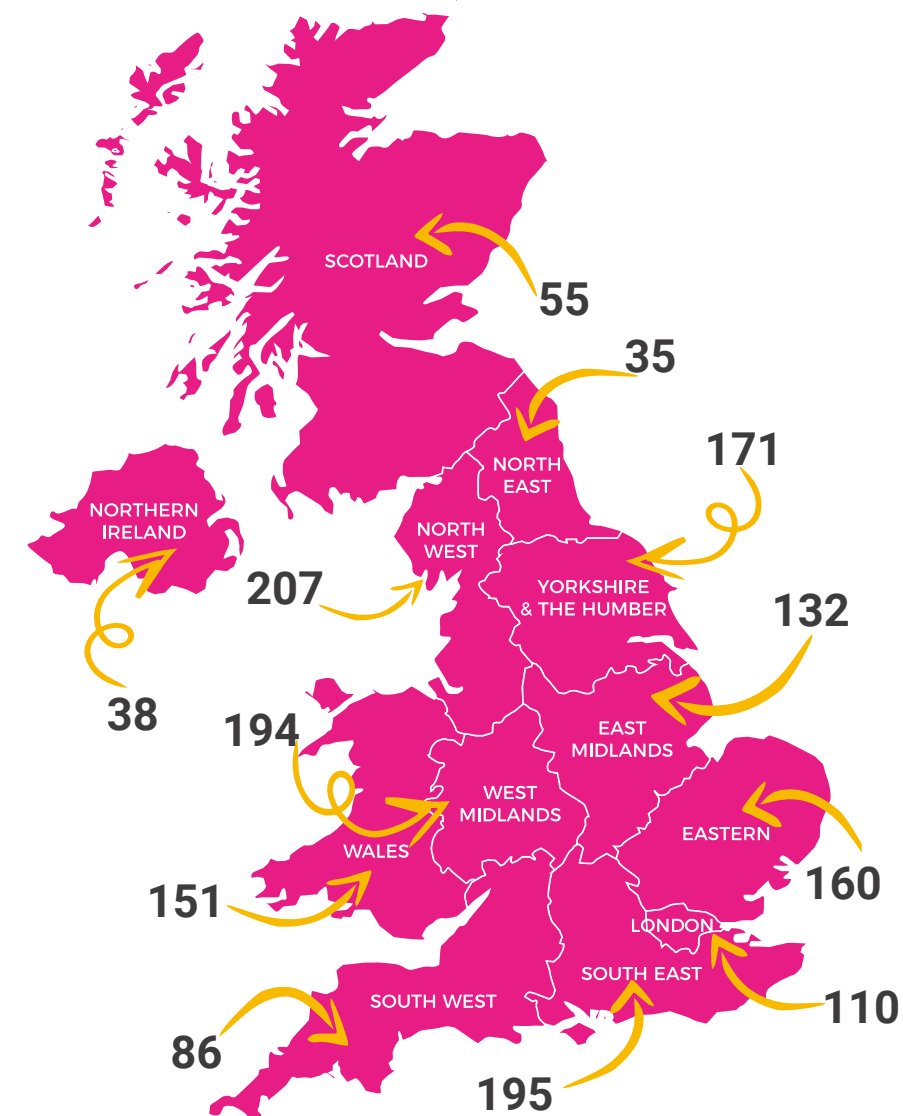 SCOTLAND
55
35
171
NORTH
EAST
NORTHERN
IRELAND
NORTH
WEST
207
YORKSHIRE
& THE HUMBER
132
38
194
EAST
MIDLANDS
WEST
MIDLANDS
EASTERN
WALES
151
160
LONDON
SOUTH EAST
SOUTH WEST
110
86
195